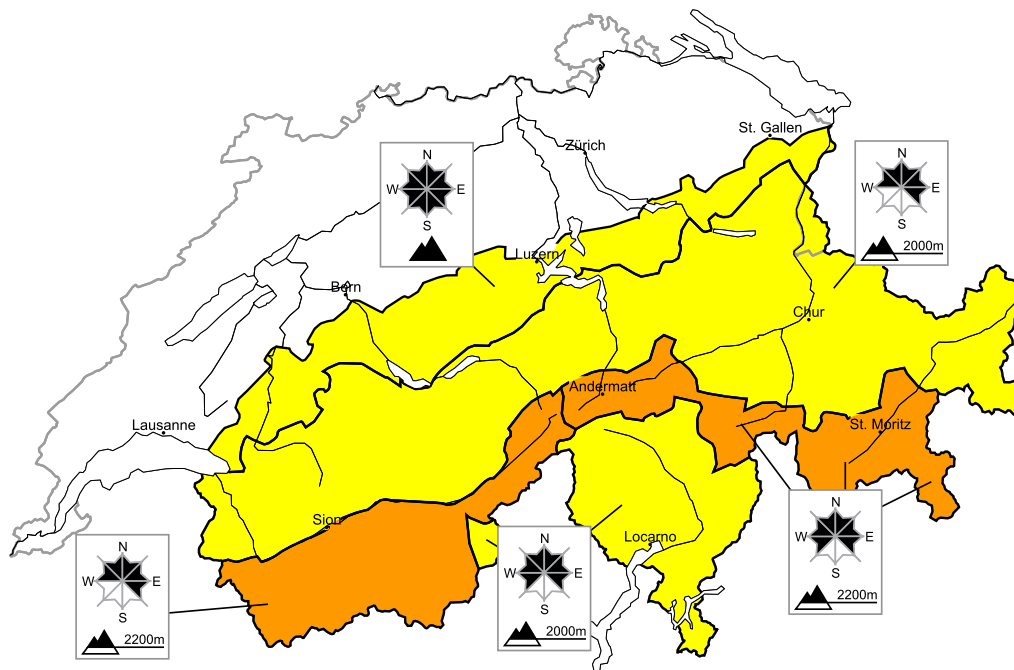 St. Gallen
Zürich
N
W E
S
N
W E
S
2000m
Luzern
Bern
Chur
Andermatt
Lausanne
St. Moritz
Sion
Locarno
N
W E
S
2200m
N
W E
S
2000m
N
W E
S
2200m